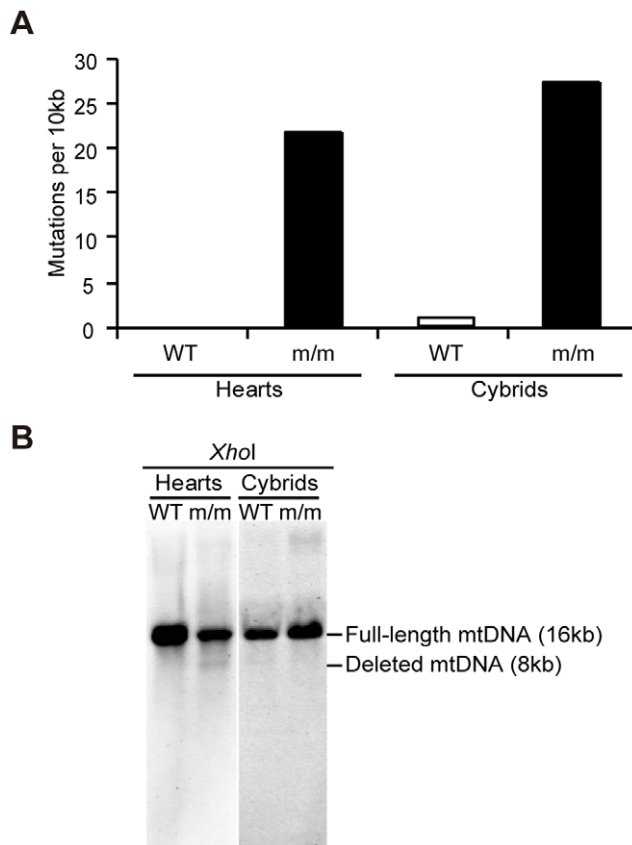 A
Mutations per 10kb
30
25
20
15
10
5
0
WT m/m WT m/m
Hearts Cybrids
B
XhoI
Hearts Cybrids
WT m/m WT m/m
Full-length mtDNA (16kb)
Deleted mtDNA (8kb)